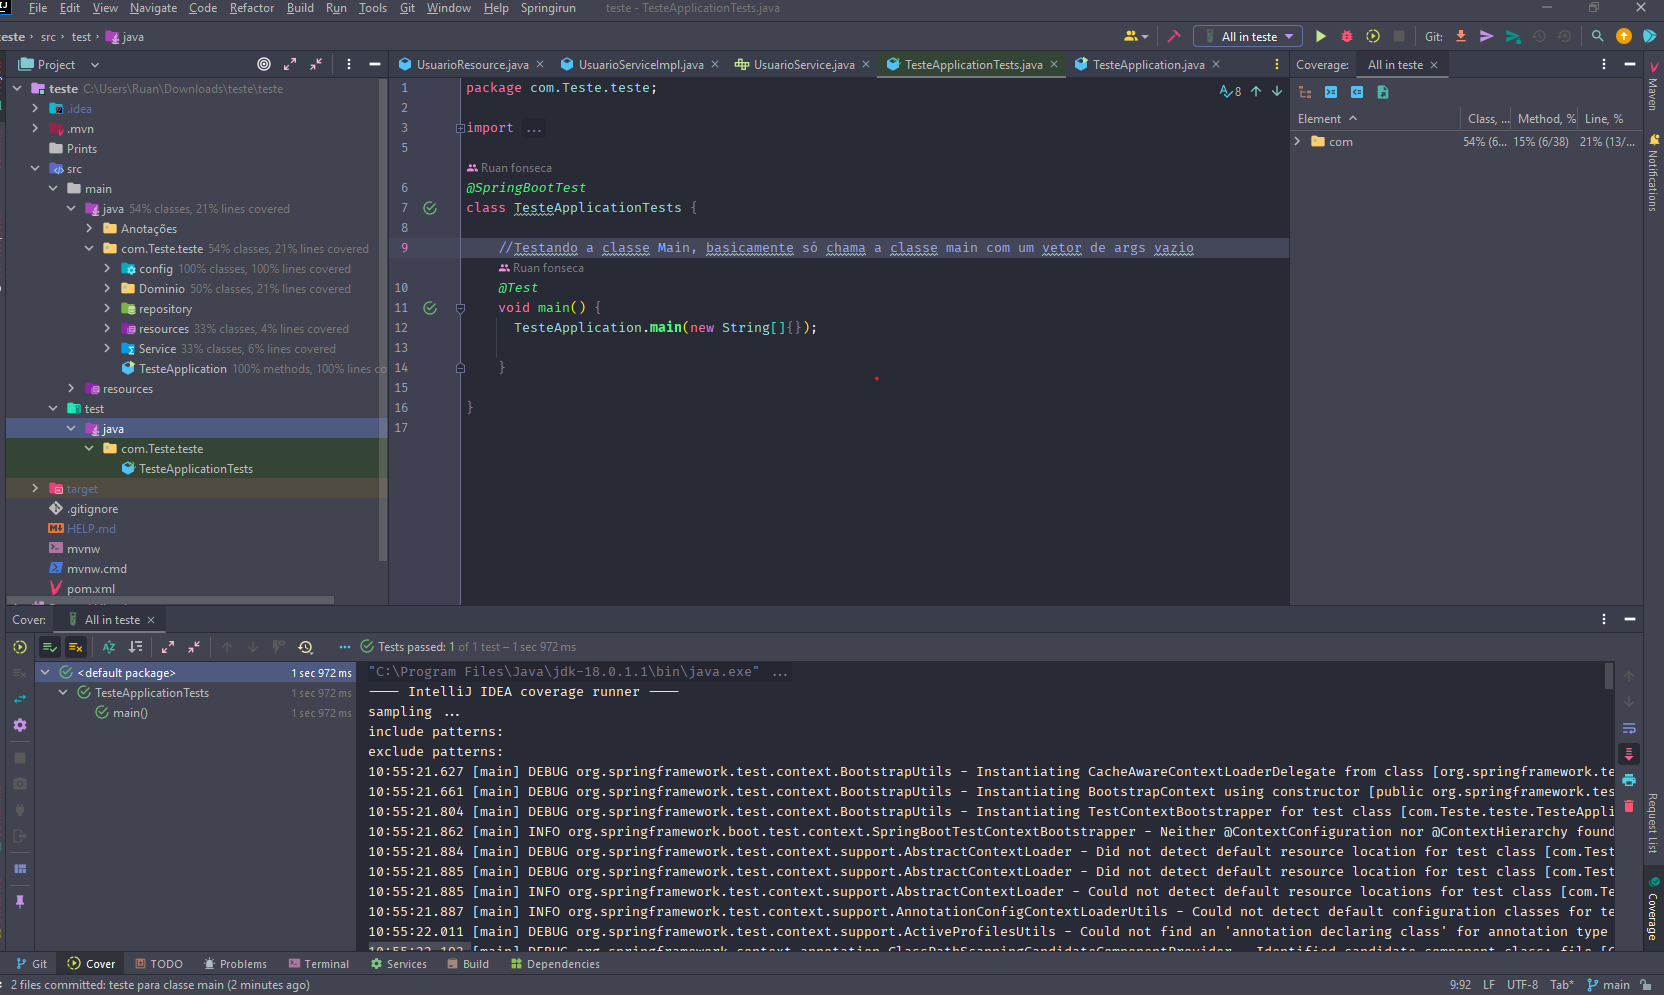 File Edit View Navigate Code Refactor Build Run Tools Git Window Help Springirun teste - TesteApplicationTests.java
teste src test java
All in teste Git:
Project
teste C:\Users\Ruan\Downloads\teste\teste
.idea
.mvn
Prints
src
main
java 54% classes, 21% lines covered
Anotações
com.Teste.teste 54% classes, 21% lines covered
config 100% classes, 100% lines covered
Dominio 50% classes, 21% lines covered
repository
resources 33% classes, 4% lines covered
Service 33% classes, 6% lines covered
TesteApplication 100% methods, 100% lines co
resources
test
java
com.Teste.teste
TesteApplicationTests
target
.gitignore
HELP.md
mvnw
mvnw.cmd
pom.xml
UsuarioResource.java UsuarioServiceImpl.java UsuarioService.java TesteApplicationTests.java TesteApplication.java
1 package com.Teste.teste;
2
3 import ...
5
Ruan fonseca
6 @SpringBootTest
7 class TesteApplicationTests {
8
9 //Testando a classe Main, basicamente só chama a classe main com um vetor de args vazio
Ruan fonseca
10 @Test
11 void main() {
12 TesteApplication.main(new String[]{});
13
14 }
15
16 }
17
8
Coverage: All in teste
Element Class, ... Method, % Line, %
com 54% (6... 15% (6/38) 21% (13/...
Maven
Notifications
Request List
Coverage
Cover: All in teste
Tests passed: 1 of 1 test – 1 sec 972 ms
<default package> 1 sec 972 ms
TesteApplicationTests 1 sec 972 ms
main() 1 sec 972 ms
"C:\Program Files\Java\jdk-18.0.1.1\bin\java.exe" ...
---- IntelliJ IDEA coverage runner ----
sampling ...
include patterns:
exclude patterns:
10:55:21.627 [main] DEBUG org.springframework.test.context.BootstrapUtils - Instantiating CacheAwareContextLoaderDelegate from class [org.springframework.te
10:55:21.661 [main] DEBUG org.springframework.test.context.BootstrapUtils - Instantiating BootstrapContext using constructor [public org.springframework.tes
10:55:21.804 [main] DEBUG org.springframework.test.context.BootstrapUtils - Instantiating TestContextBootstrapper for test class [com.Teste.teste.TesteAppli
10:55:21.862 [main] INFO org.springframework.boot.test.context.SpringBootTestContextBootstrapper - Neither @ContextConfiguration nor @ContextHierarchy found
10:55:21.884 [main] DEBUG org.springframework.test.context.support.AbstractContextLoader - Did not detect default resource location for test class [com.Test
10:55:21.885 [main] DEBUG org.springframework.test.context.support.AbstractContextLoader - Did not detect default resource location for test class [com.Test
10:55:21.885 [main] INFO org.springframework.test.context.support.AbstractContextLoader - Could not detect default resource locations for test class [com.Te
10:55:21.887 [main] INFO org.springframework.test.context.support.AnnotationConfigContextLoaderUtils - Could not detect default configuration classes for te
10:55:22.011 [main] DEBUG org.springframework.test.context.support.ActiveProfilesUtils - Could not find an 'annotation declaring class' for annotation type
10:55:22.193 [main] DEBUG org.springframework.context.annotation.ClassPathScanningCandidateComponentProvider - Identified candidate component class: file [C
Git Cover TODO Problems Terminal Services Build Dependencies
2 files committed: teste para classe main (2 minutes ago) 9:92 LF UTF-8 Tab* main